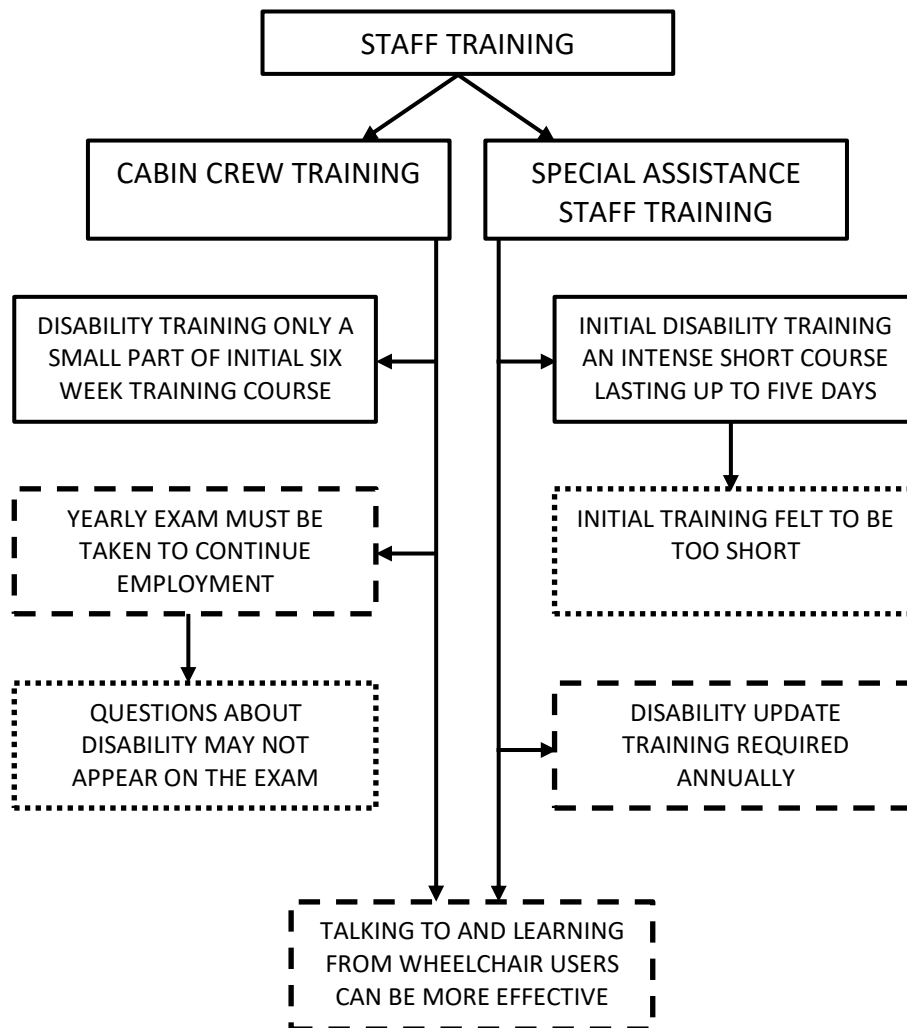 STAFF TRAINING
CABIN CREW TRAINING
SPECIAL ASSISTANCE
STAFF TRAINING
DISABILITY TRAINING ONLY A
SMALL PART OF INITIAL SIX
WEEK TRAINING COURSE
INITIAL DISABILITY TRAINING
AN INTENSE SHORT COURSE
LASTING UP TO FIVE DAYS
YEARLY EXAM MUST BE
TAKEN TO CONTINUE
EMPLOYMENT
INITIAL TRAINING FELT TO BE
TOO SHORT
QUESTIONS ABOUT
DISABILITY MAY NOT
APPEAR ON THE EXAM
DISABILITY UPDATE
TRAINING REQUIRED
ANNUALLY
TALKING TO AND LEARNING
FROM WHEELCHAIR USERS
CAN BE MORE EFFECTIVE